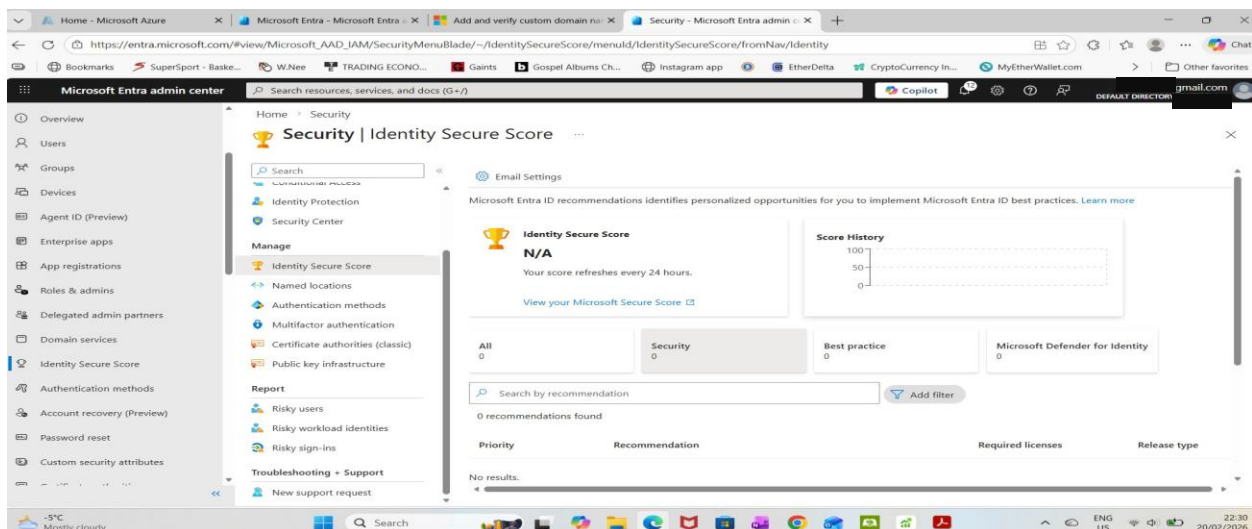 Home - Microsoft Azure
Microsoft Entra - Microsoft Entra
Add and verify custom domain na
Security - Microsoft Entra admin c
https://entra.microsoft.com/#view/Microsoft_AAD_IAM/SecurityMenuBlade/~/IdentitySecureScore/menuId/IdentitySecureScore/fromNav/Identity
Chat
Bookmarks
SuperSport - Baske...
W.Nee
TRADING ECONO...
Gaints
Gospel Albums Ch...
Instagram app
EtherDelta
CryptoCurrency In...
MyEtherWallet.com
Other favorites
Microsoft Entra admin center
Search resources, services, and docs (G+/)
Copilot
12
gmail.com
DEFAULT DIRECTORY
Overview
Users
Groups
Devices
Agent ID (Preview)
Enterprise apps
App registrations
Roles & admins
Delegated admin partners
Domain services
Identity Secure Score
Authentication methods
Account recovery (Preview)
Password reset
Custom security attributes
Home > Security
Security | Identity Secure Score ...
Search
Conditional Access
Identity Protection
Security Center
Manage
Identity Secure Score
Named locations
Authentication methods
Multifactor authentication
Certificate authorities (classic)
Public key infrastructure
Report
Risky users
Risky workload identities
Risky sign-ins
Troubleshooting + Support
New support request
Email Settings
Microsoft Entra ID recommendations identifies personalized opportunities for you to implement Microsoft Entra ID best practices. Learn more
Identity Secure Score
N/A
Your score refreshes every 24 hours.
View your Microsoft Secure Score
Score History
100
50
0
All
0
Security
0
Best practice
0
Microsoft Defender for Identity
0
Search by recommendation
Add filter
0 recommendations found
Priority Recommendation Required licenses Release type
No results.
-5°C
Mostly cloudy
Search
ENG
US
22:30
20/02/2026